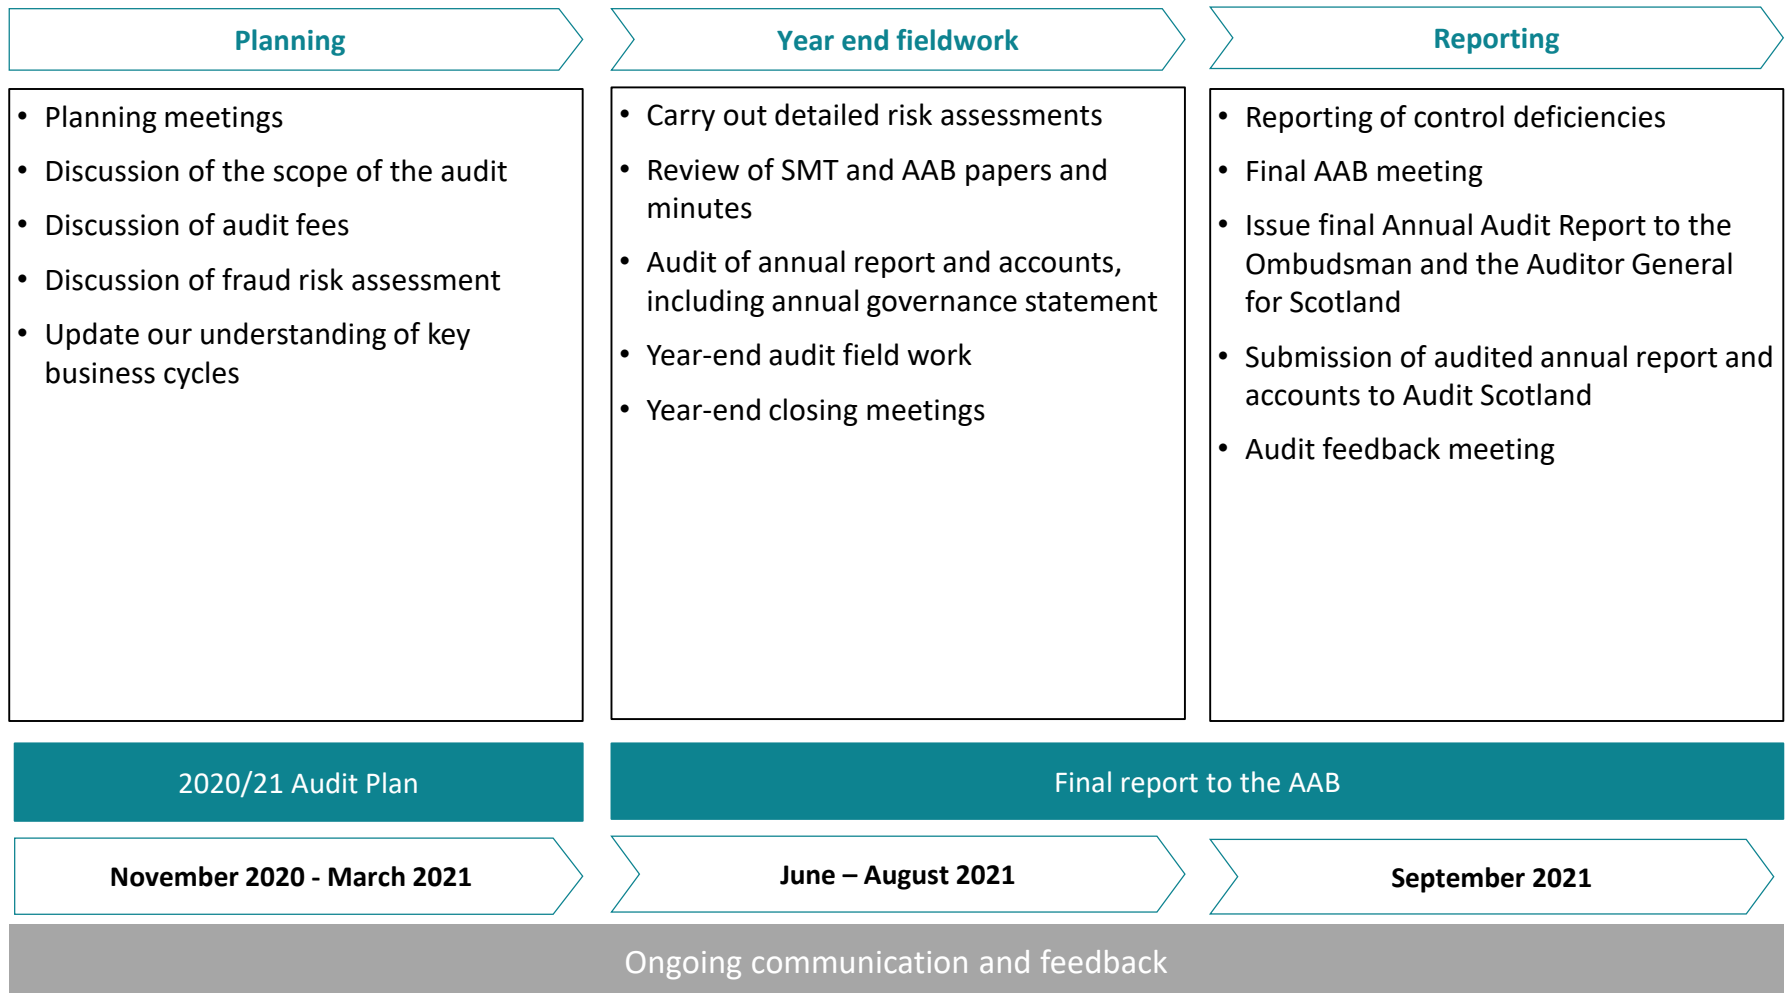 Planning
• Planning meetings
• Discussion of the scope of the audit
• Discussion of audit fees
• Discussion of fraud risk assessment
• Update our understanding of key
business cycles
Year end fieldwork
• Carry out detailed risk assessments
• Review of SMT and AAB papers and
minutes
• Audit of annual report and accounts,
including annual governance statement
• Year-end audit field work
• Year-end closing meetings
Reporting
• Reporting of control deficiencies
• Final AAB meeting
• Issue final Annual Audit Report to the
Ombudsman and the Auditor General
for Scotland
• Submission of audited annual report and
accounts to Audit Scotland
• Audit feedback meeting
2020/21 Audit Plan
Final report to the AAB
November 2020 - March 2021
June – August 2021
September 2021
Ongoing communication and feedback